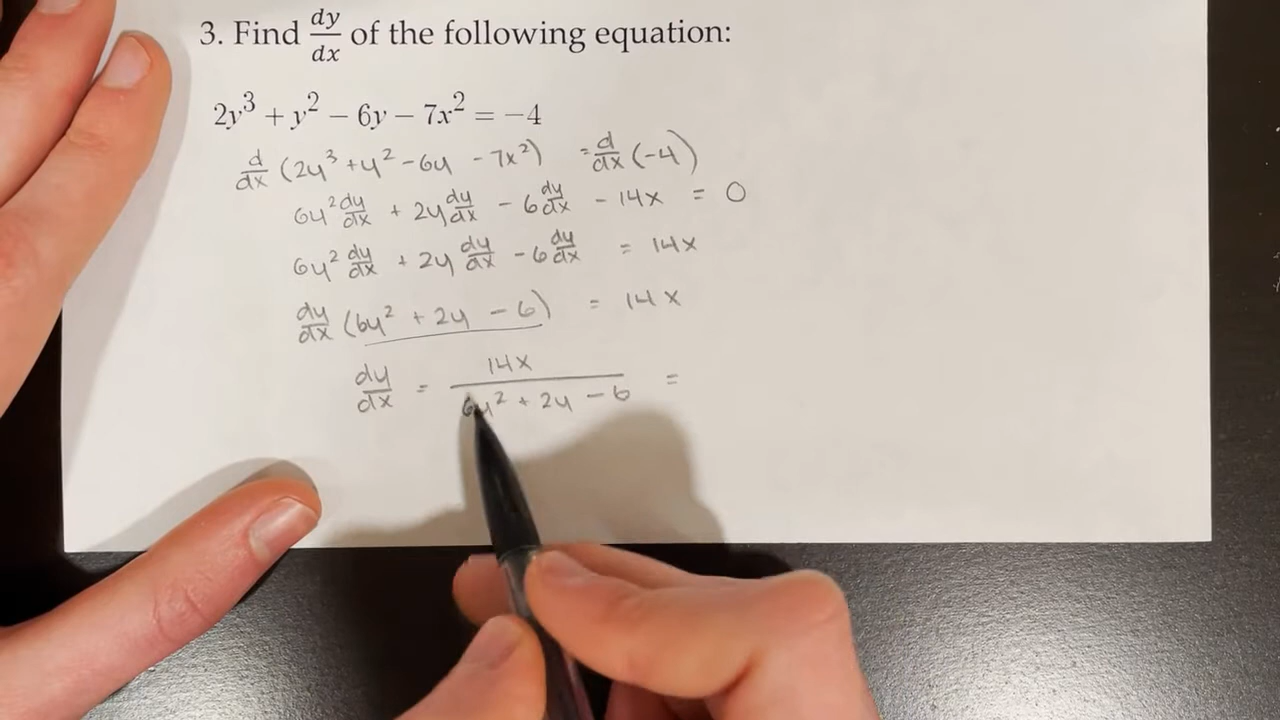 3. Find dy/dx of the following equation:
2y³ + y² − 6y − 7x² = −4
d/dx (2y³ + y² − 6y − 7x²) = d/dx (−4)
6y² dy/dx + 2y dy/dx − 6 dy/dx − 14x = 0
6y² dy/dx + 2y dy/dx − 6 dy/dx = 14x
dy/dx (6y² + 2y − 6) = 14x
dy/dx = 14x / 6y² + 2y − 6 =